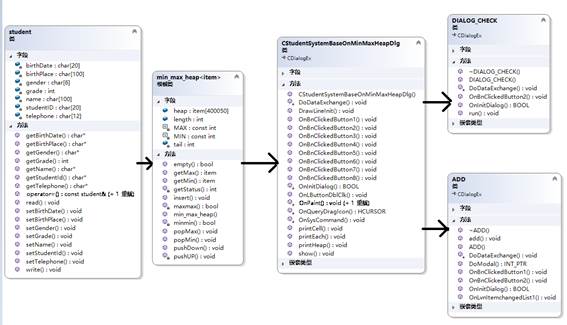 student
类
字段
birthDate : char[20]
birthPlace : char[100]
gender : char[6]
grade : int
name : char[100]
studentID : char[20]
telephone : char[12]
方法
getBirthDate() : char*
getBirthPlace() : char*
getGender() : char*
getGrade() : int
getName() : char*
getStudentId() : char*
getTelephone() : char*
operator=() : const student& (+ 1 重载)
read() : void
setBirthDate() : void
setBirthPlace() : void
setGender() : void
setGrade() : void
setName() : void
setStudentId() : void
setTelephone() : void
write() : void
min_max_heap<item>
模板类
字段
heap : item[400050]
length : int
MAX : const int
MIN : const int
tail : int
方法
empty() : bool
getMax() : item
getMin() : item
getStatus() : int
insert() : void
maxmax() : bool
min_max_heap()
minmin() : bool
popMax() : void
popMin() : void
pushDown() : void
pushUP() : void
CStudentSystemBaseOnMinMaxHeapDlg
类
CDialogEx
字段
方法
CStudentSystemBaseOnMinMaxHeapDlg()
DoDataExchange() : void
DrawLineInit() : void
OnBnClickedButton1() : void
OnBnClickedButton2() : void
OnBnClickedButton3() : void
OnBnClickedButton4() : void
OnBnClickedButton5() : void
OnBnClickedButton6() : void
OnBnClickedButton7() : void
OnBnClickedButton8() : void
OnInitDialog() : BOOL
OnLButtonDblClk() : void
OnPaint() : void (+ 1 重载)
OnQueryDragIcon() : HCURSOR
OnSysCommand() : void
printCell() : void
printEach() : void
printHeap() : void
show() : void
嵌套类型
DIALOG_CHECK
类
CDialogEx
字段
方法
~DIALOG_CHECK()
DIALOG_CHECK()
DoDataExchange() : void
OnBnClickedButton2() : void
OnInitDialog() : BOOL
run() : void
嵌套类型
ADD
类
CDialogEx
字段
方法
~ADD()
add() : void
ADD()
DoDataExchange() : void
DoModal() : INT_PTR
OnBnClickedButton1() : void
OnBnClickedButton2() : void
OnInitDialog() : BOOL
OnLvnItemchangedList1() : void
嵌套类型